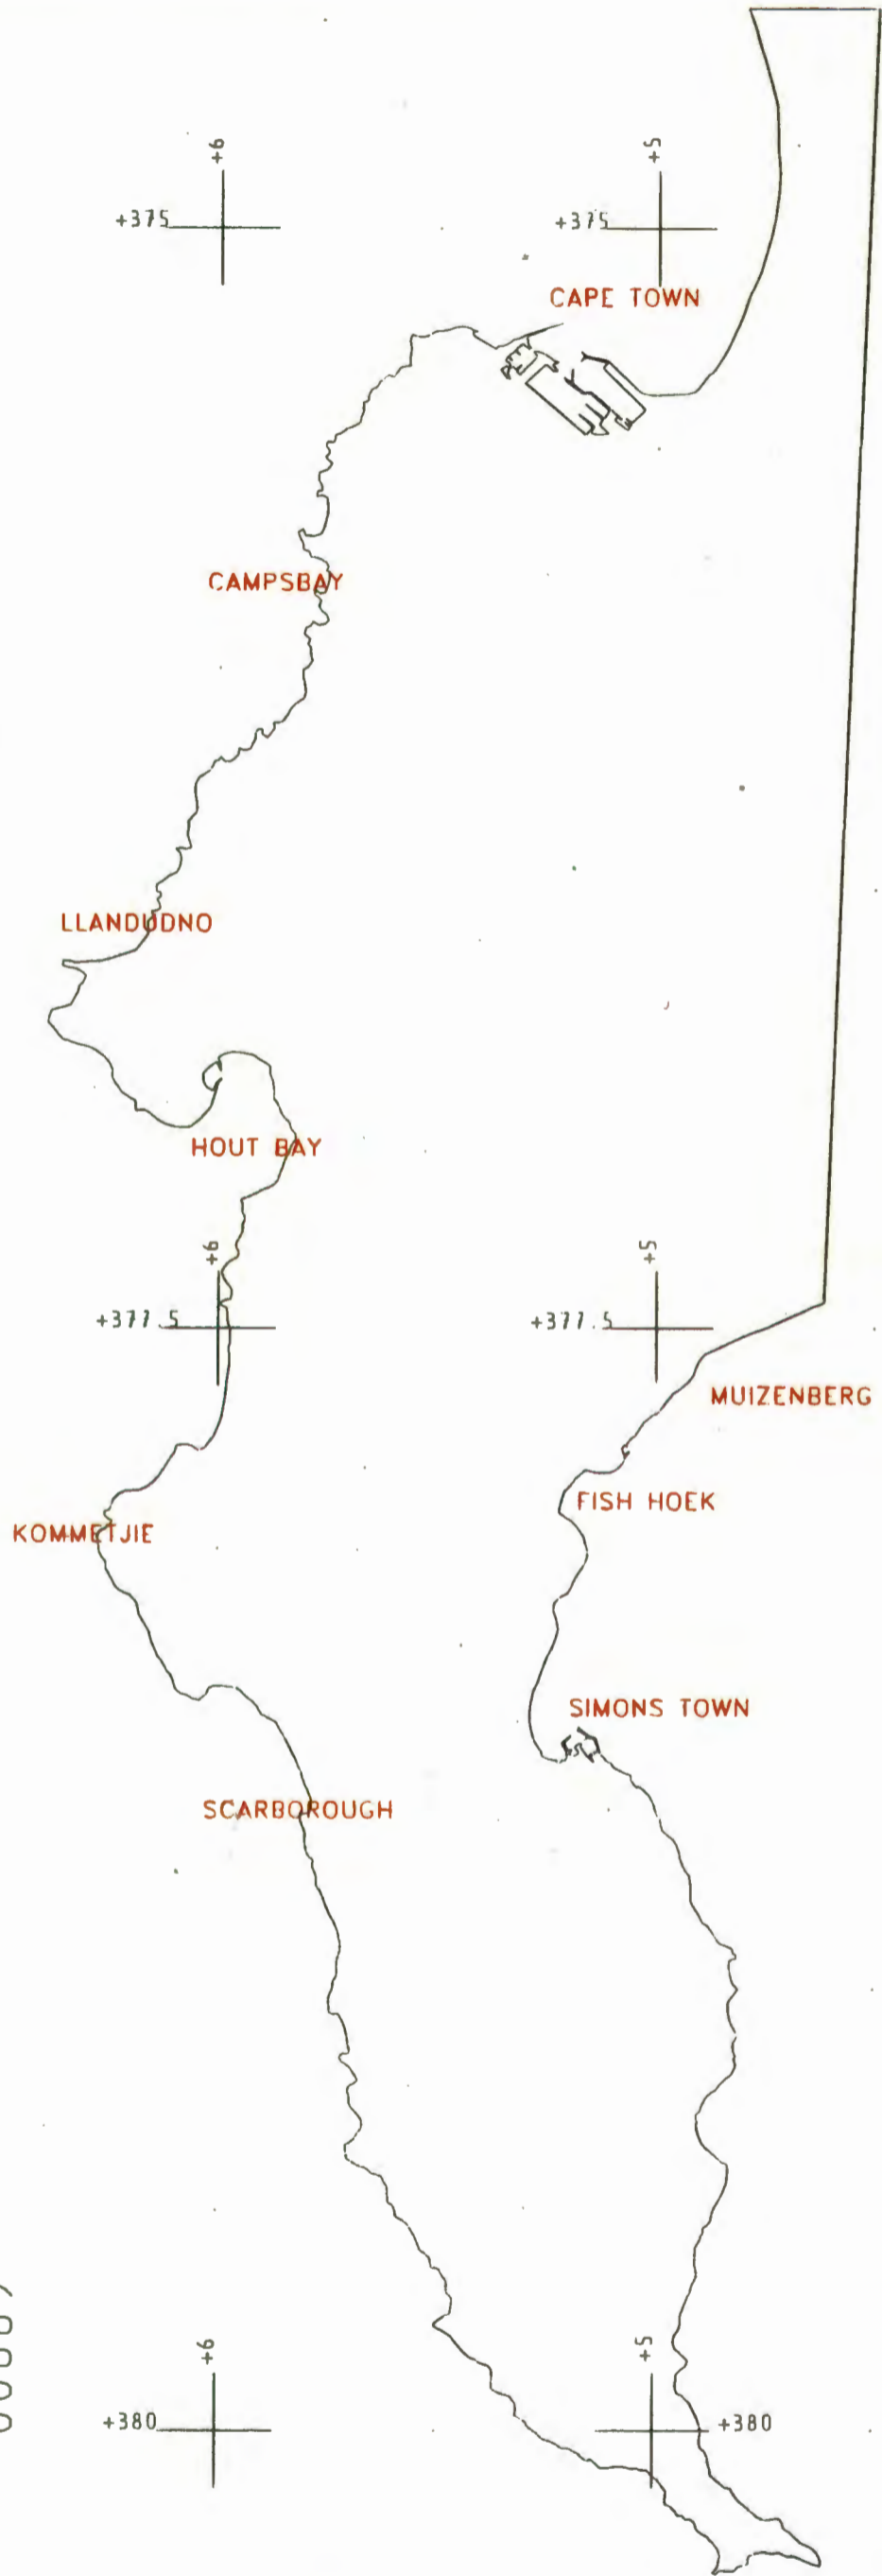 +6
+5
+375
+375
CAPE TOWN
CAMPSBAY
LLANDUDNO
HOUT BAY
+6
+5
+377.5
+377.5
MUIZENBERG
FISH HOEK
KOMMETJIE
SIMONS TOWN
SCARBOROUGH
+6
+5
+380
+380